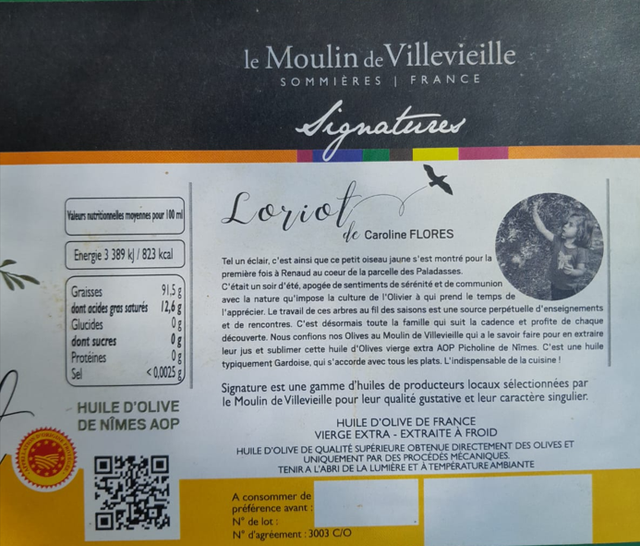 le Moulin de Villevieille
SOMMIÈRES | FRANCE
Signatures
Valeurs nutritionnelles moyennes pour 100 ml
Energie 3 389 kJ / 823 kcal
Graisses 91,5 g
dont acides gras saturés 12,6 g
Glucides 0 g
dont sucres 0 g
Protéines 0 g
Sel < 0,0025 g
HUILE D'OLIVE
DE NÎMES AOP
Loriot
de Caroline FLORES
Tel un éclair, c'est ainsi que ce petit oiseau jaune s'est montré pour la
première fois à Renaud au coeur de la parcelle des Paladasses.
C'était un soir d'été, apogée de sentiments de sérénité et de communion
avec la nature qu'impose la culture de l'Olivier à qui prend le temps de
l'apprécier. Le travail de ces arbres au fil des saisons est une source perpétuelle d'enseignements
et de rencontres. C'est désormais toute la famille qui suit la cadence et profite de chaque
découverte. Nous confions nos Olives au Moulin de Villevieille qui a le savoir faire pour en extraire
leur jus et sublimer cette huile d'Olives vierge extra AOP Picholine de Nîmes. C'est une huile
typiquement Gardoise, qui s'accorde avec tous les plats. L'indispensable de la cuisine !
Signature est une gamme d'huiles de producteurs locaux sélectionnées par
le Moulin de Villevieille pour leur qualité gustative et leur caractère singulier.
HUILE D'OLIVE DE FRANCE
VIERGE EXTRA - EXTRAITE À FROID
HUILE D'OLIVE DE QUALITÉ SUPÉRIEURE OBTENUE DIRECTEMENT DES OLIVES ET
UNIQUEMENT PAR DES PROCÉDÉS MÉCANIQUES.
TENIR A L'ABRI DE LA LUMIÈRE ET À TEMPÉRATURE AMBIANTE
A consommer de
préférence avant :
N° de lot :
N° d'agrément : 3003 C/O